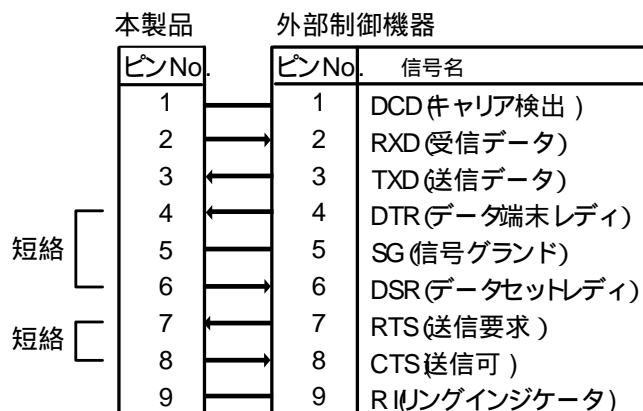 本製品 外部制御機器
ピンNo. ピンNo. 信号名
1 1 DCD(キャリア検出)
2 2 RXD(受信データ)
3 3 TXD(送信データ)
4 4 DTR(データ端末レディ)
短絡 5 5 SG(信号グランド)
6 6 DSR(データセットレディ)
7 7 RTS(送信要求)
短絡
8 8 CTS(送信可)
9 9 RI(リングインジケータ)